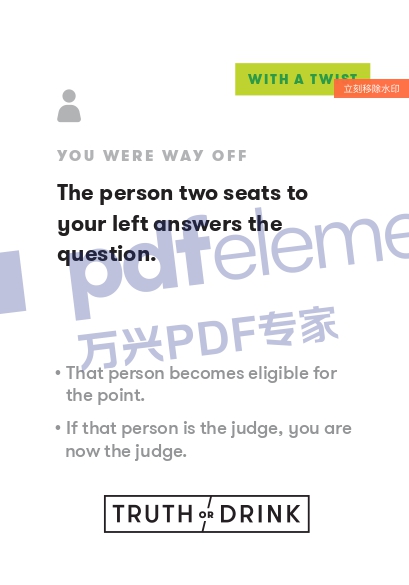 WITH A TWIST
立刻移除水印
YOU WERE WAY OFF
The person two seats to
your left answers the
question.
pdfeleme
万兴PDF专家
• That person becomes eligible for
the point.
• If that person is the judge, you are
now the judge.
TRUTH OR DRINK